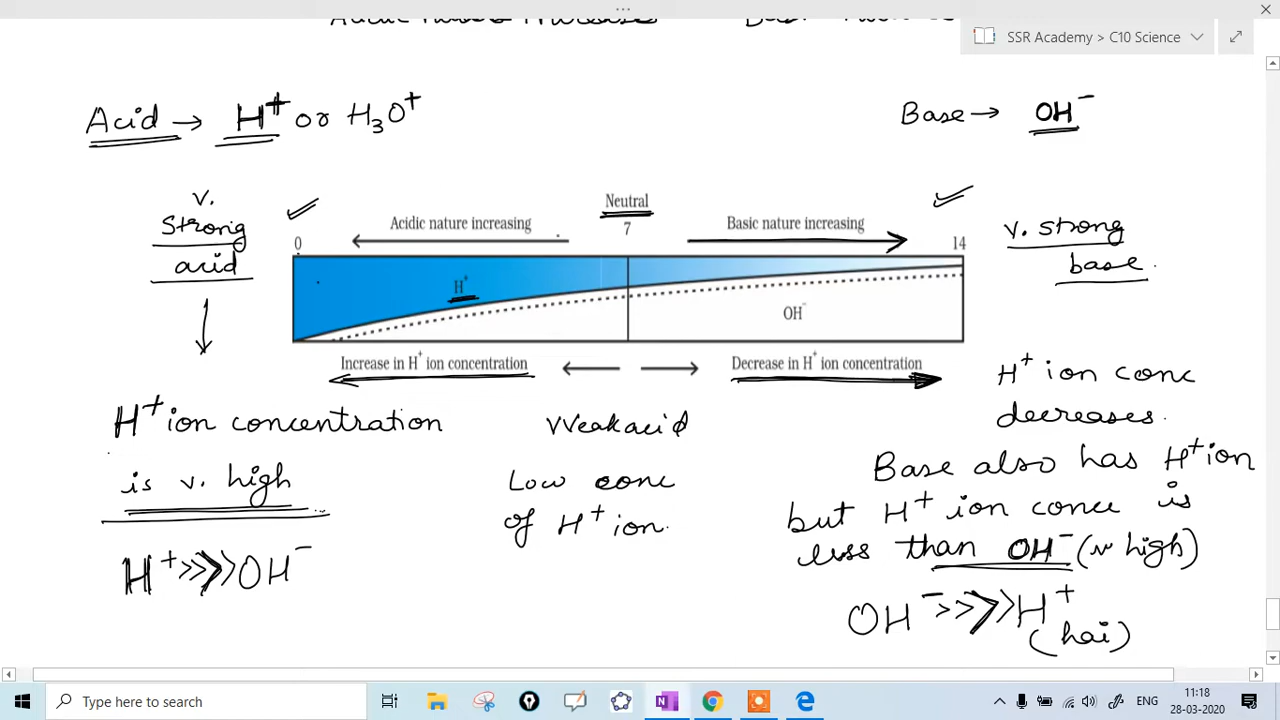 SSR Academy > C10 Science
Acid → H⁺ or H₃O⁺
Base → OH⁻
v.
Strong
acid
Neutral
Acidic nature increasing
7
Basic nature increasing
0
14
v. strong
base
H⁺
OH⁻
Increase in H⁺ ion concentration
Decrease in H⁺ ion concentration
H⁺ ion concentration
is v. high
H⁺ >>>> OH⁻
Weak acid
Low conc
of H⁺ ion.
H⁺ ion conc
decreases.
Base also has H⁺ ion
but H⁺ ion conc is
less than OH⁻ (v high)
OH⁻ >>>> H⁺
(hai)
Type here to search
11:18
28-03-2020